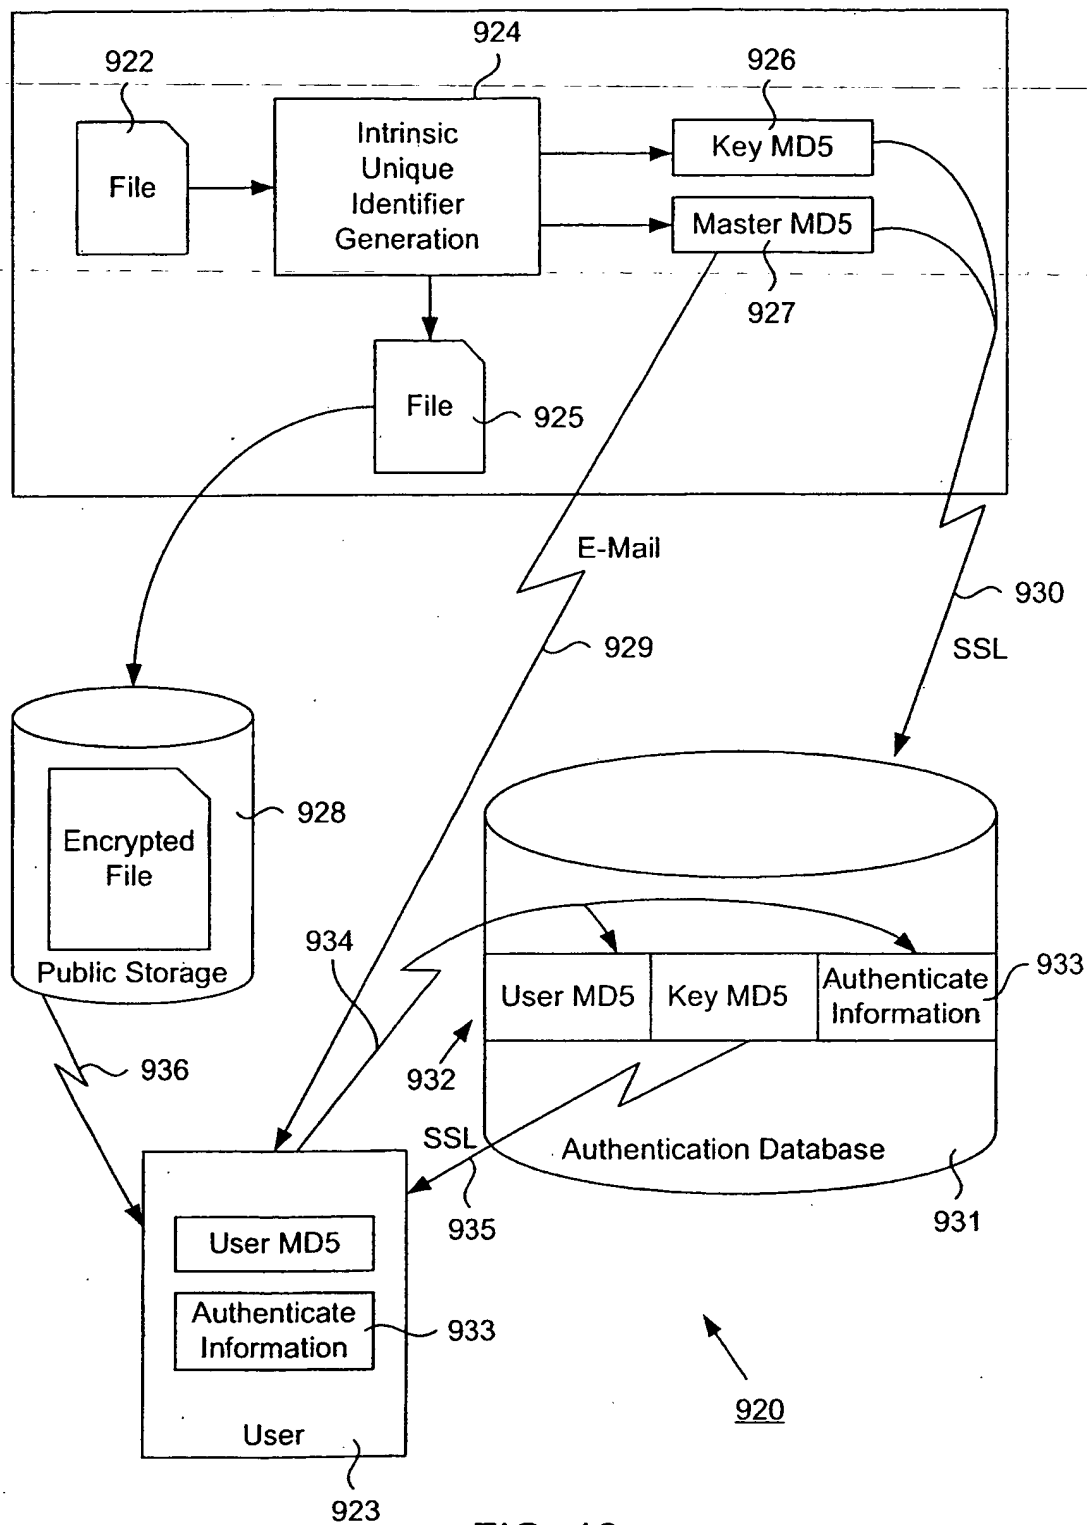 924
922
926
Intrinsic
Unique
Identifier
Generation
Key MD5
File
Master MD5
927
File
925
E-Mail
930
929
SSL
928
Encrypted
File
934
Public Storage
User MD5
Key MD5
Authenticate
Information
933
932
936
SSL
Authentication Database
935
931
User MD5
Authenticate
Information
933
920
User
923